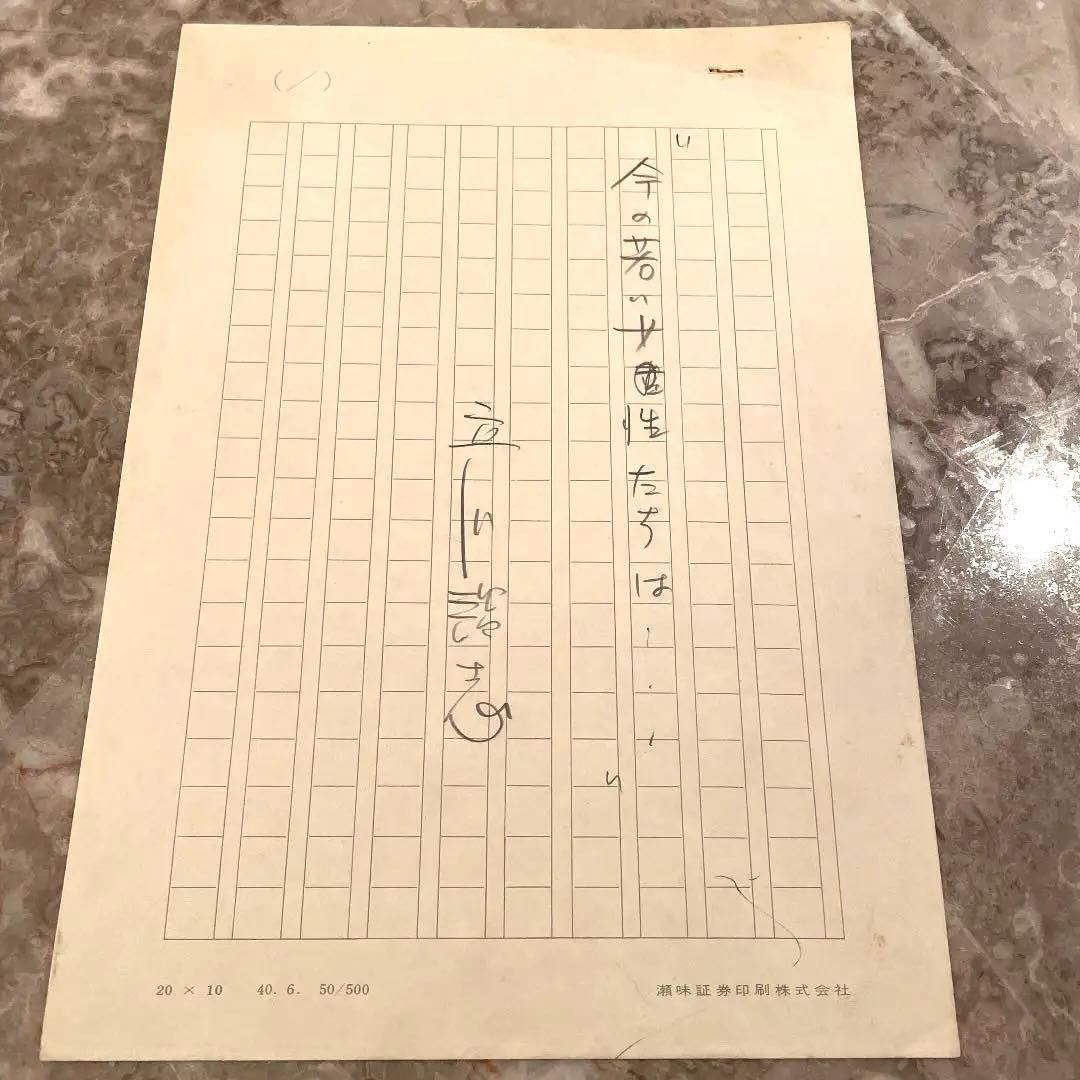 〝今の若い女性たちは・・・〟
立川談志
(1)
20 × 10 40. 6. 50/500
瀬味証券印刷株式会社